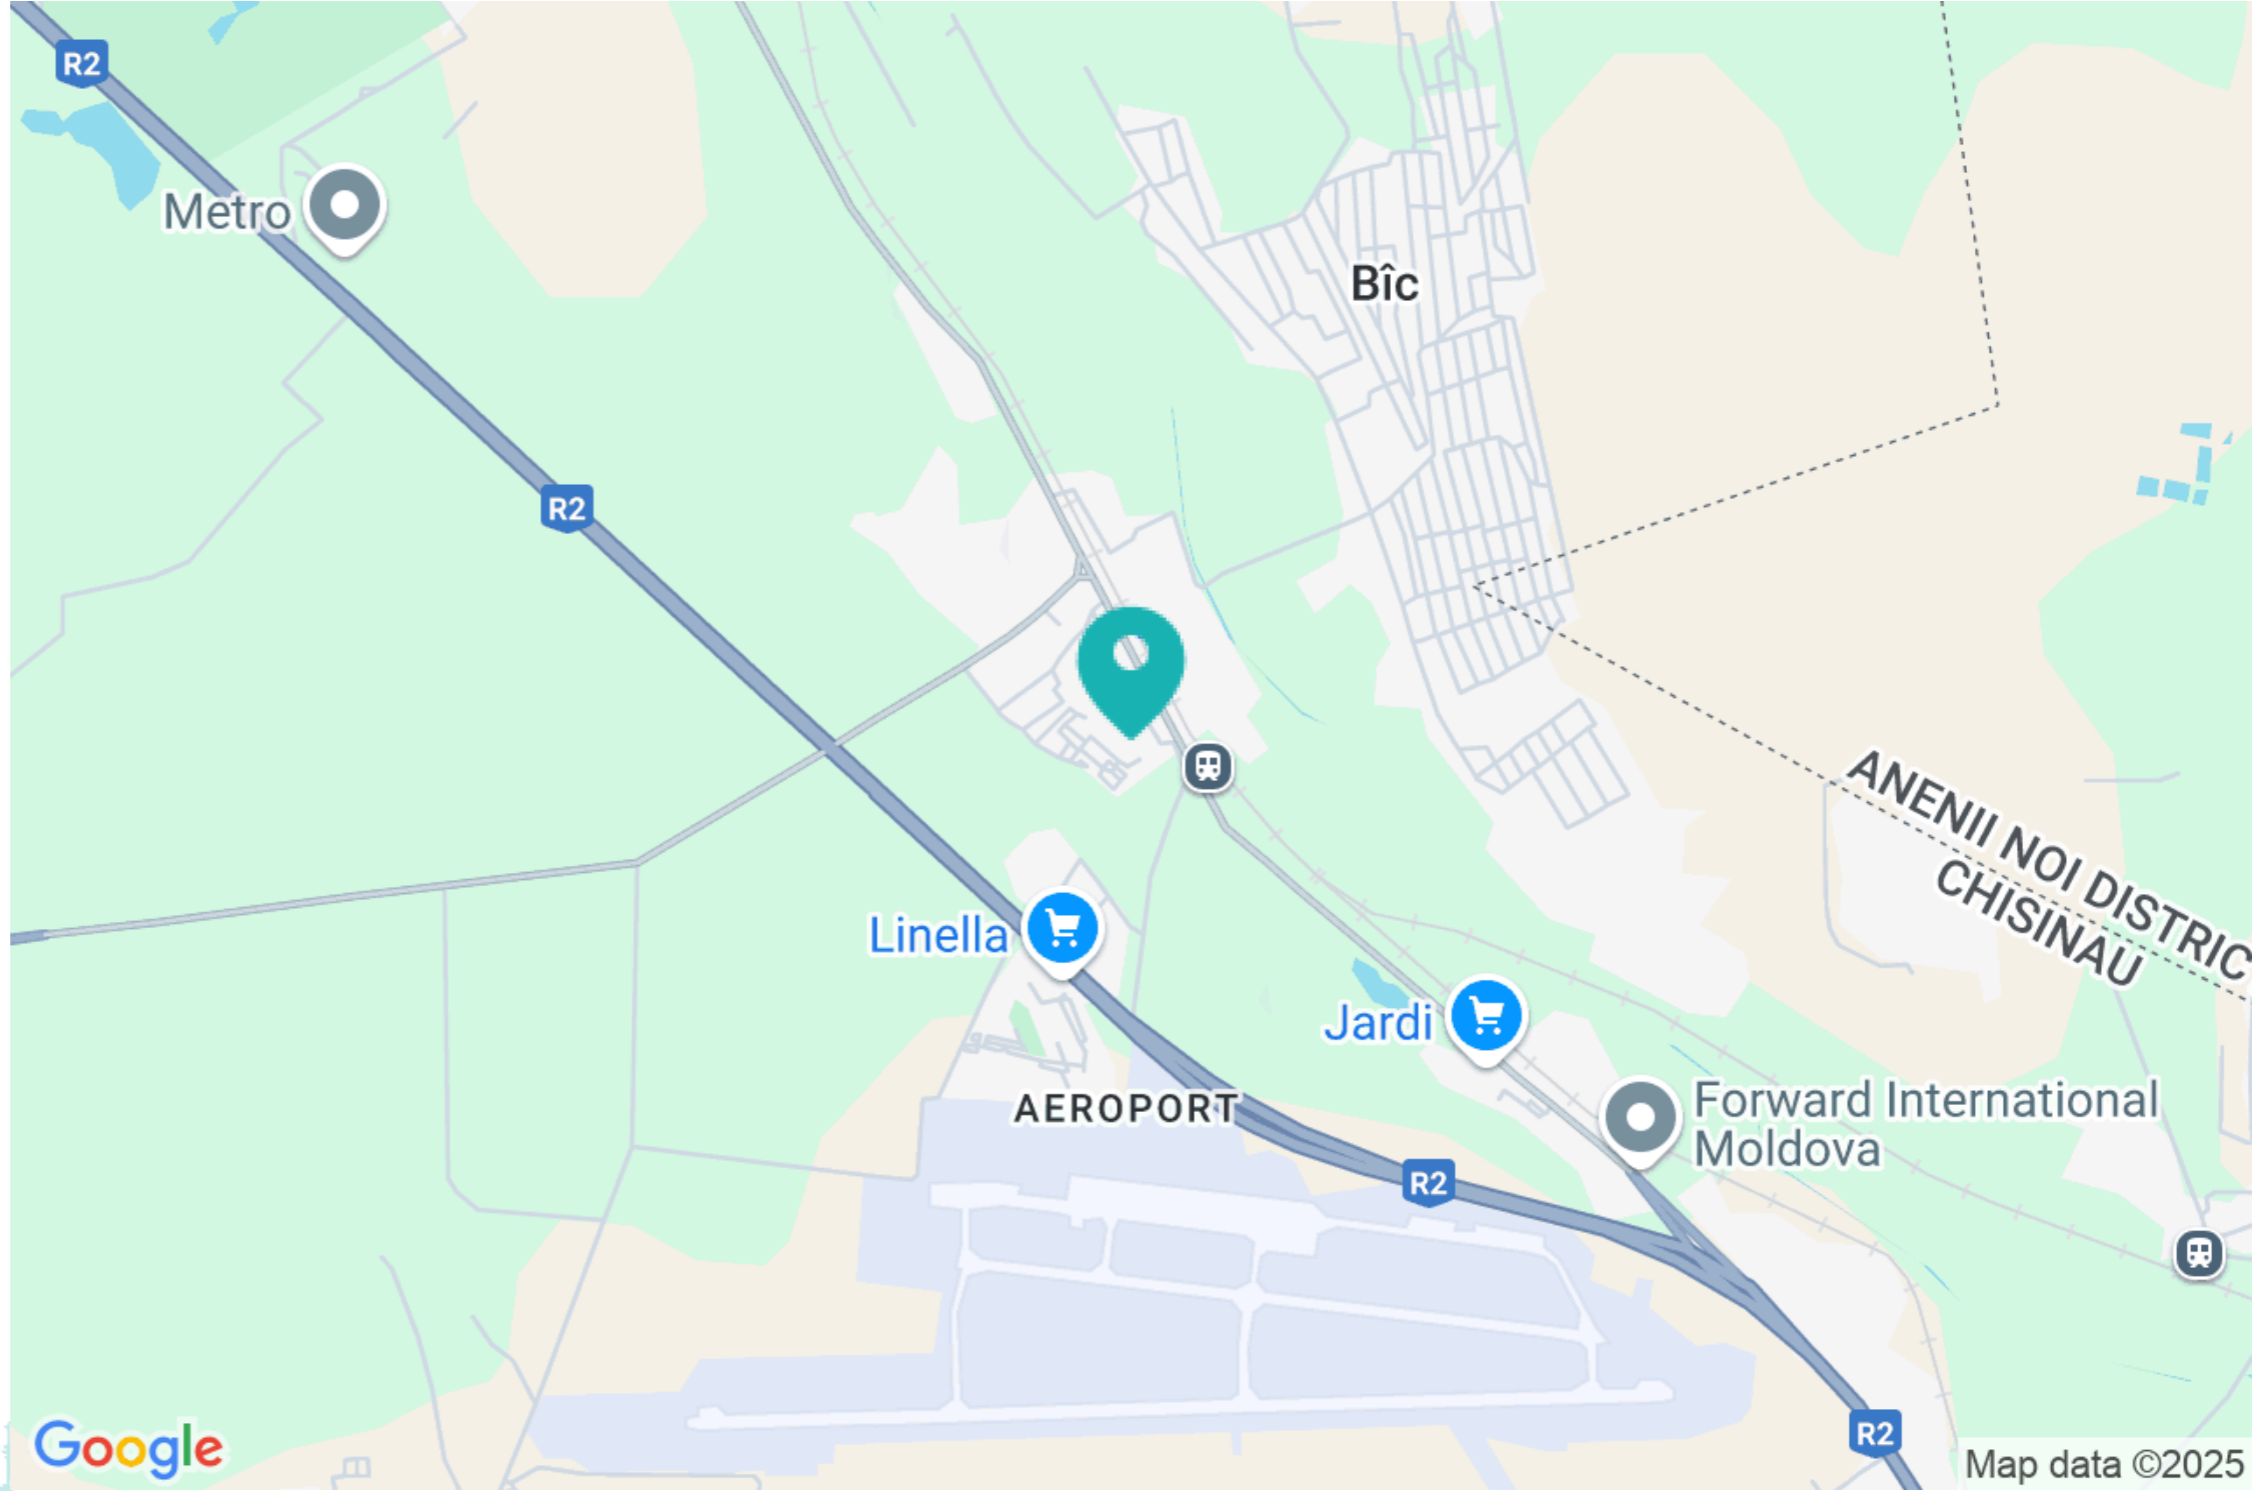 R2
Metro
Bîc
R2
ANENII NOI DISTRIC
CHISINAU
Linella
Jardi
Forward International
Moldova
AEROPORT
R2
R2
Google
Map data ©2025